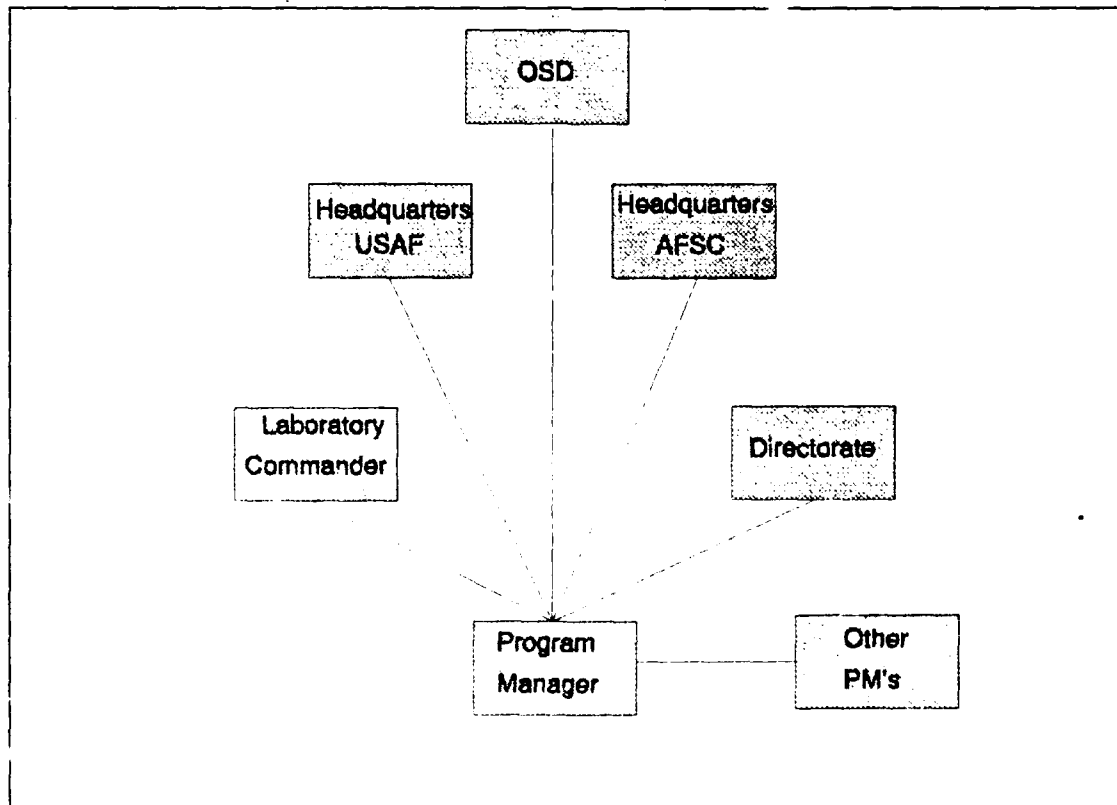 OSD
Headquarters
USAF
Headquarters
AFSC
Laboratory
Commander
Directorate
Program
Manager
Other
PM's